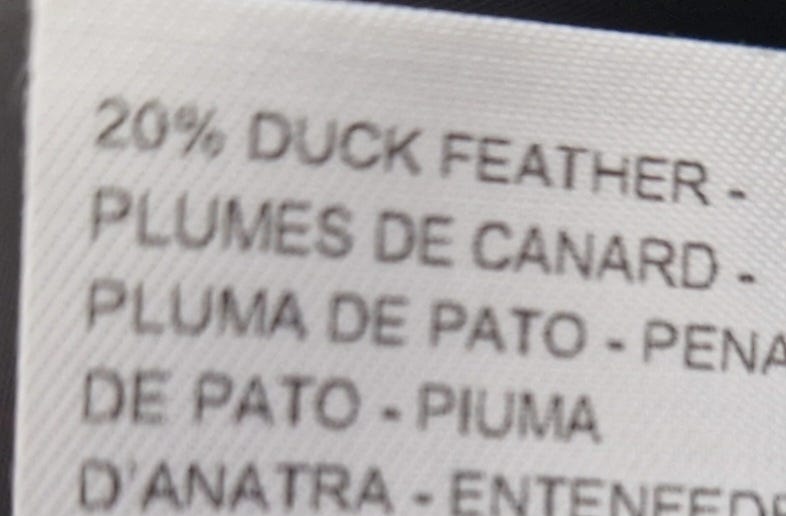 20% DUCK FEATHER -
PLUMES DE CANARD -
PLUMA DE PATO - PENA
DE PATO - PIUMA
D'ANATRA -